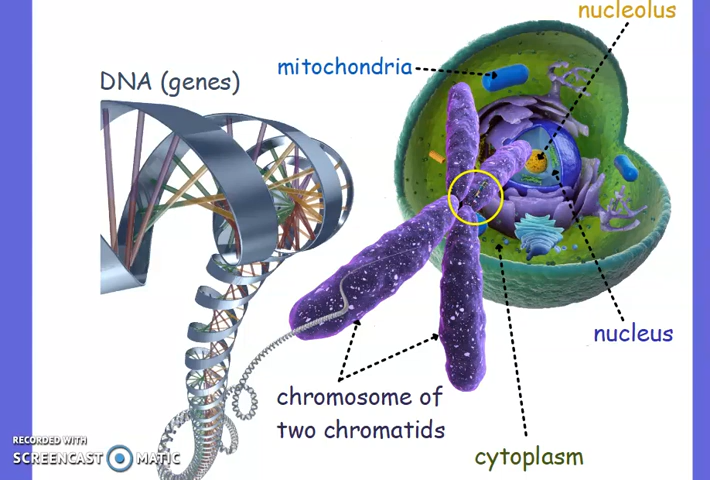 nucleolus
mitochondria
DNA (genes)
nucleus
chromosome of
two chromatids
cytoplasm
RECORDED WITH
SCREENCAST MATIC